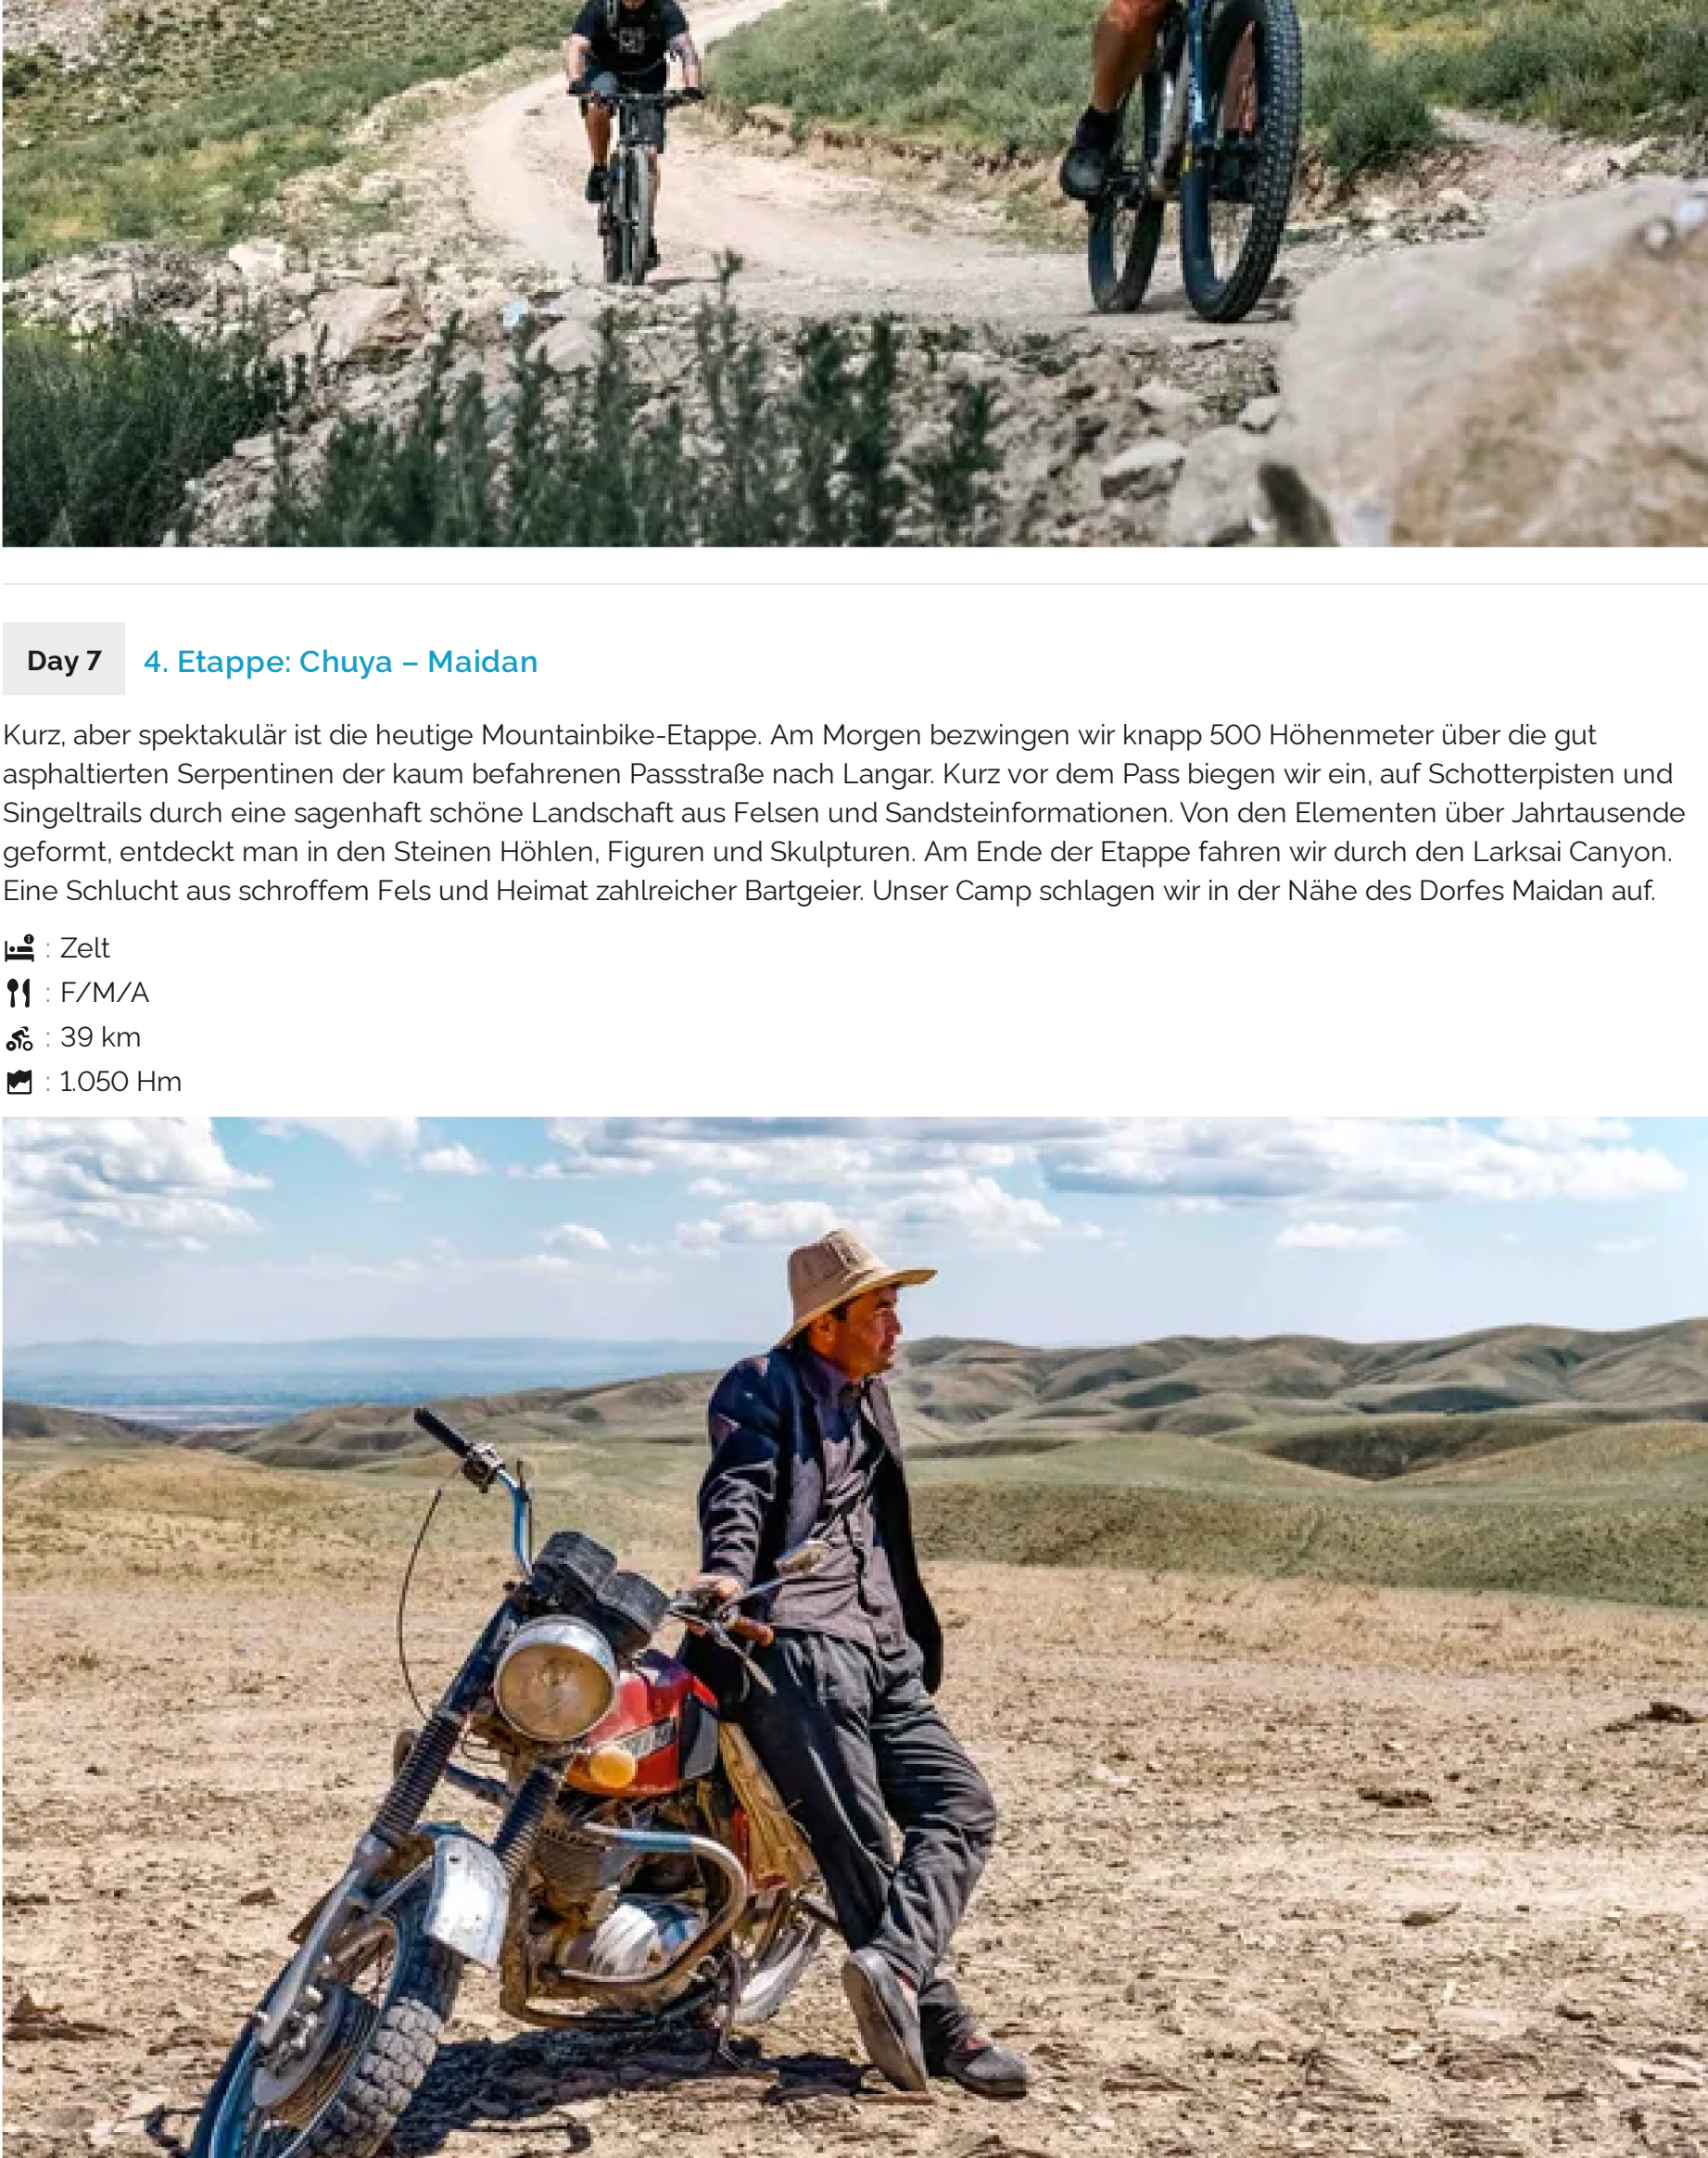 Day 7 4. Etappe: Chuya – Maidan
Kurz, aber spektakulär ist die heutige Mountainbike-Etappe. Am Morgen bezwingen wir knapp 500 Höhenmeter über die gut
asphaltierten Serpentinen der kaum befahrenen Passstraße nach Langar. Kurz vor dem Pass biegen wir ein, auf Schotterpisten und
Singeltrails durch eine sagenhaft schöne Landschaft aus Felsen und Sandsteinformationen. Von den Elementen über Jahrtausende
geformt, entdeckt man in den Steinen Höhlen, Figuren und Skulpturen. Am Ende der Etappe fahren wir durch den Larksai Canyon.
Eine Schlucht aus schroffem Fels und Heimat zahlreicher Bartgeier. Unser Camp schlagen wir in der Nähe des Dorfes Maidan auf.
: Zelt
: F/M/A
: 39 km
: 1.050 Hm